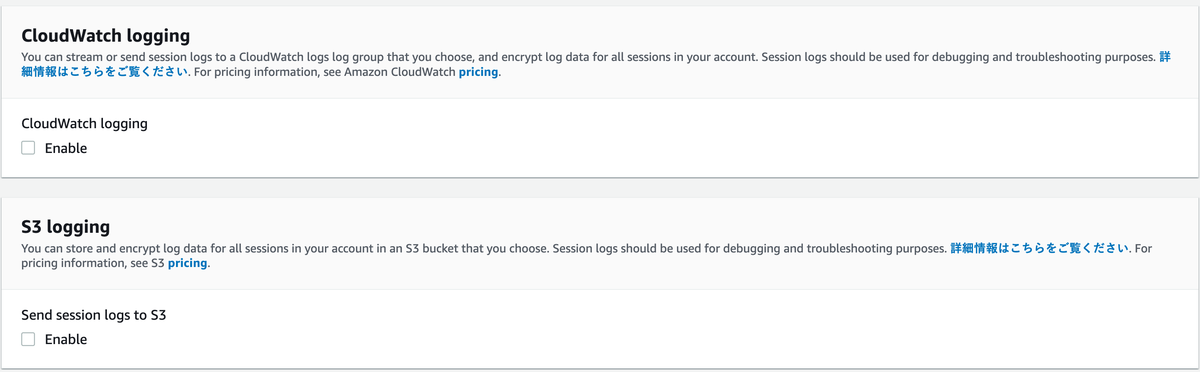 CloudWatch logging
You can stream or send session logs to a CloudWatch logs log group that you choose, and encrypt log data for all sessions in your account. Session logs should be used for debugging and troubleshooting purposes. 詳
細情報はこちらをご覧ください. For pricing information, see Amazon CloudWatch pricing.
CloudWatch logging
Enable
S3 logging
You can store and encrypt log data for all sessions in your account in an S3 bucket that you choose. Session logs should be used for debugging and troubleshooting purposes. 詳細情報はこちらをご覧ください. For
pricing information, see S3 pricing.
Send session logs to S3
Enable